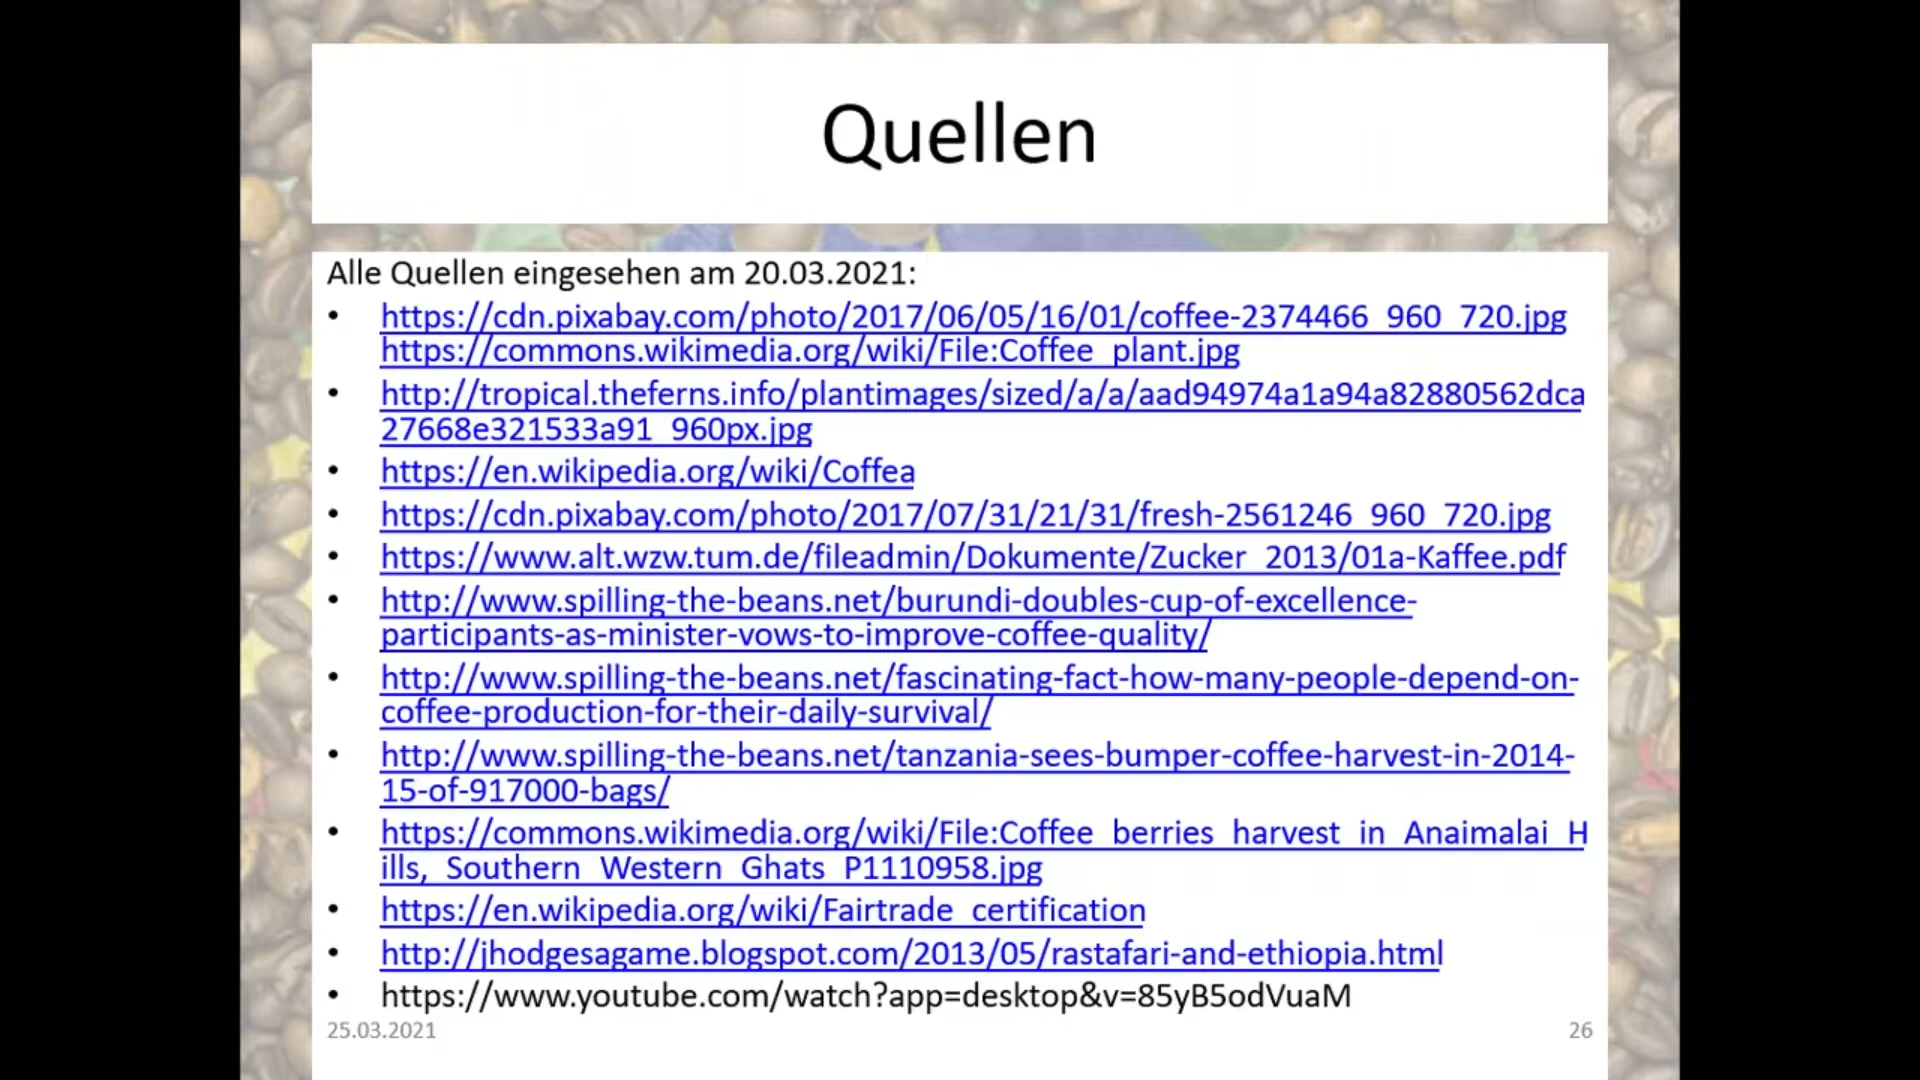 Quellen
Alle Quellen eingesehen am 20.03.2021:
• https://cdn.pixabay.com/photo/2017/06/05/16/01/coffee-2374466_960_720.jpg
https://commons.wikimedia.org/wiki/File:Coffee_plant.jpg
• http://tropical.theferns.info/plantimages/sized/a/a/aad94974a1a94a82880562dca
27668e321533a91_960px.jpg
• https://en.wikipedia.org/wiki/Coffea
• https://cdn.pixabay.com/photo/2017/07/31/21/31/fresh-2561246_960_720.jpg
• https://www.alt.wzw.tum.de/fileadmin/Dokumente/Zucker_2013/01a-Kaffee.pdf
• http://www.spilling-the-beans.net/burundi-doubles-cup-of-excellence-
participants-as-minister-vows-to-improve-coffee-quality/
• http://www.spilling-the-beans.net/fascinating-fact-how-many-people-depend-on-
coffee-production-for-their-daily-survival/
• http://www.spilling-the-beans.net/tanzania-sees-bumper-coffee-harvest-in-2014-
15-of-917000-bags/
• https://commons.wikimedia.org/wiki/File:Coffee_berries_harvest_in_Anaimalai_H
ills,_Southern_Western_Ghats_P1110958.jpg
• https://en.wikipedia.org/wiki/Fairtrade_certification
• http://jhodgesagame.blogspot.com/2013/05/rastafari-and-ethiopia.html
• https://www.youtube.com/watch?app=desktop&v=85yB5odVuaM
25.03.2021
26